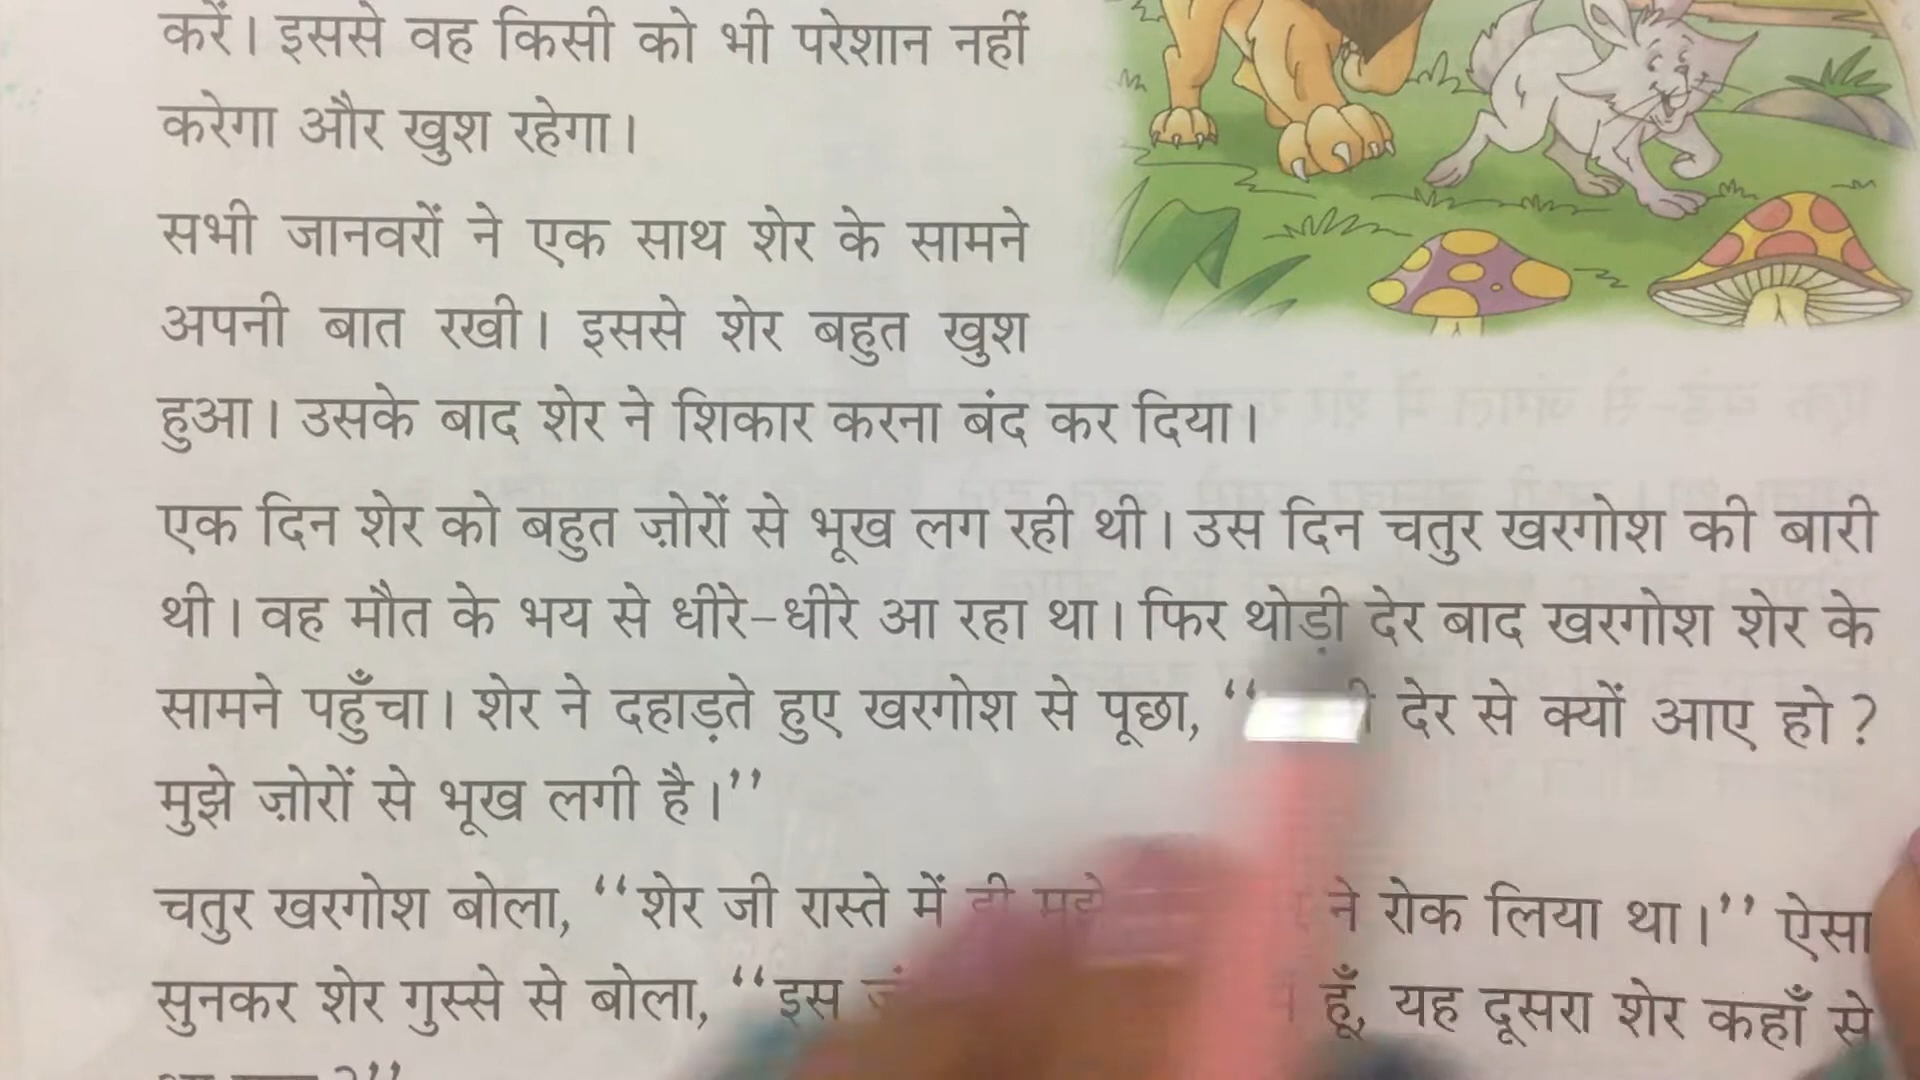 करें। इससे वह किसी को भी परेशान नहीं
करेगा और खुश रहेगा।
सभी जानवरों ने एक साथ शेर के सामने
अपनी बात रखी। इससे शेर बहुत खुश
हुआ। उसके बाद शेर ने शिकार करना बंद कर दिया।
एक दिन शेर को बहुत ज़ोरों से भूख लग रही थी। उस दिन चतुर खरगोश की बारी
थी। वह मौत के भय से धीरे-धीरे आ रहा था। फिर थोड़ी देर बाद खरगोश शेर के
सामने पहुँचा। शेर ने दहाड़ते हुए खरगोश से पूछा, “ देर से क्यों आए हो?
मुझे ज़ोरों से भूख लगी है।”
चतुर खरगोश बोला, “शेर जी रास्ते में ही मुझे ने रोक लिया था।” ऐसा
सुनकर शेर गुस्से से बोला, “इस हूँ, यह दूसरा शेर कहाँ से